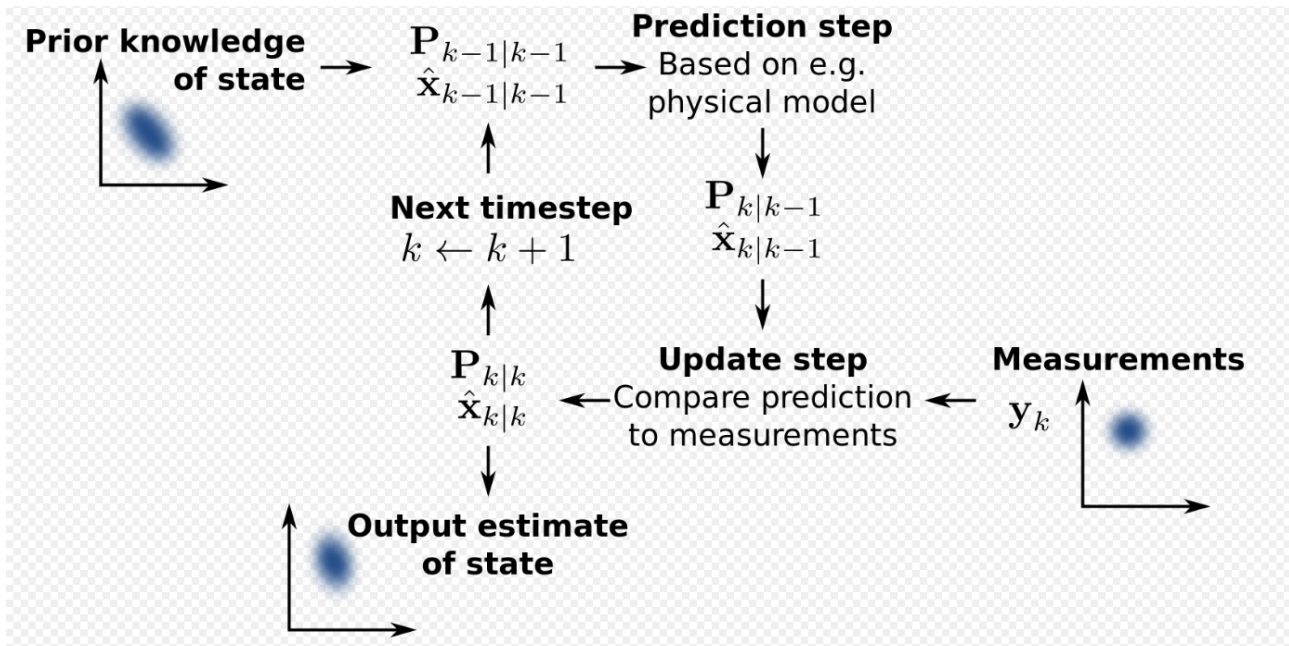 Prior knowledge
of state
P_{k−1|k−1}
x̂_{k−1|k−1}
Prediction step
Based on e.g.
physical model
P_{k|k−1}
x̂_{k|k−1}
Next timestep
k ← k + 1
P_{k|k}
x̂_{k|k}
Update step
Compare prediction
to measurements
Measurements
y_k
Output estimate
of state